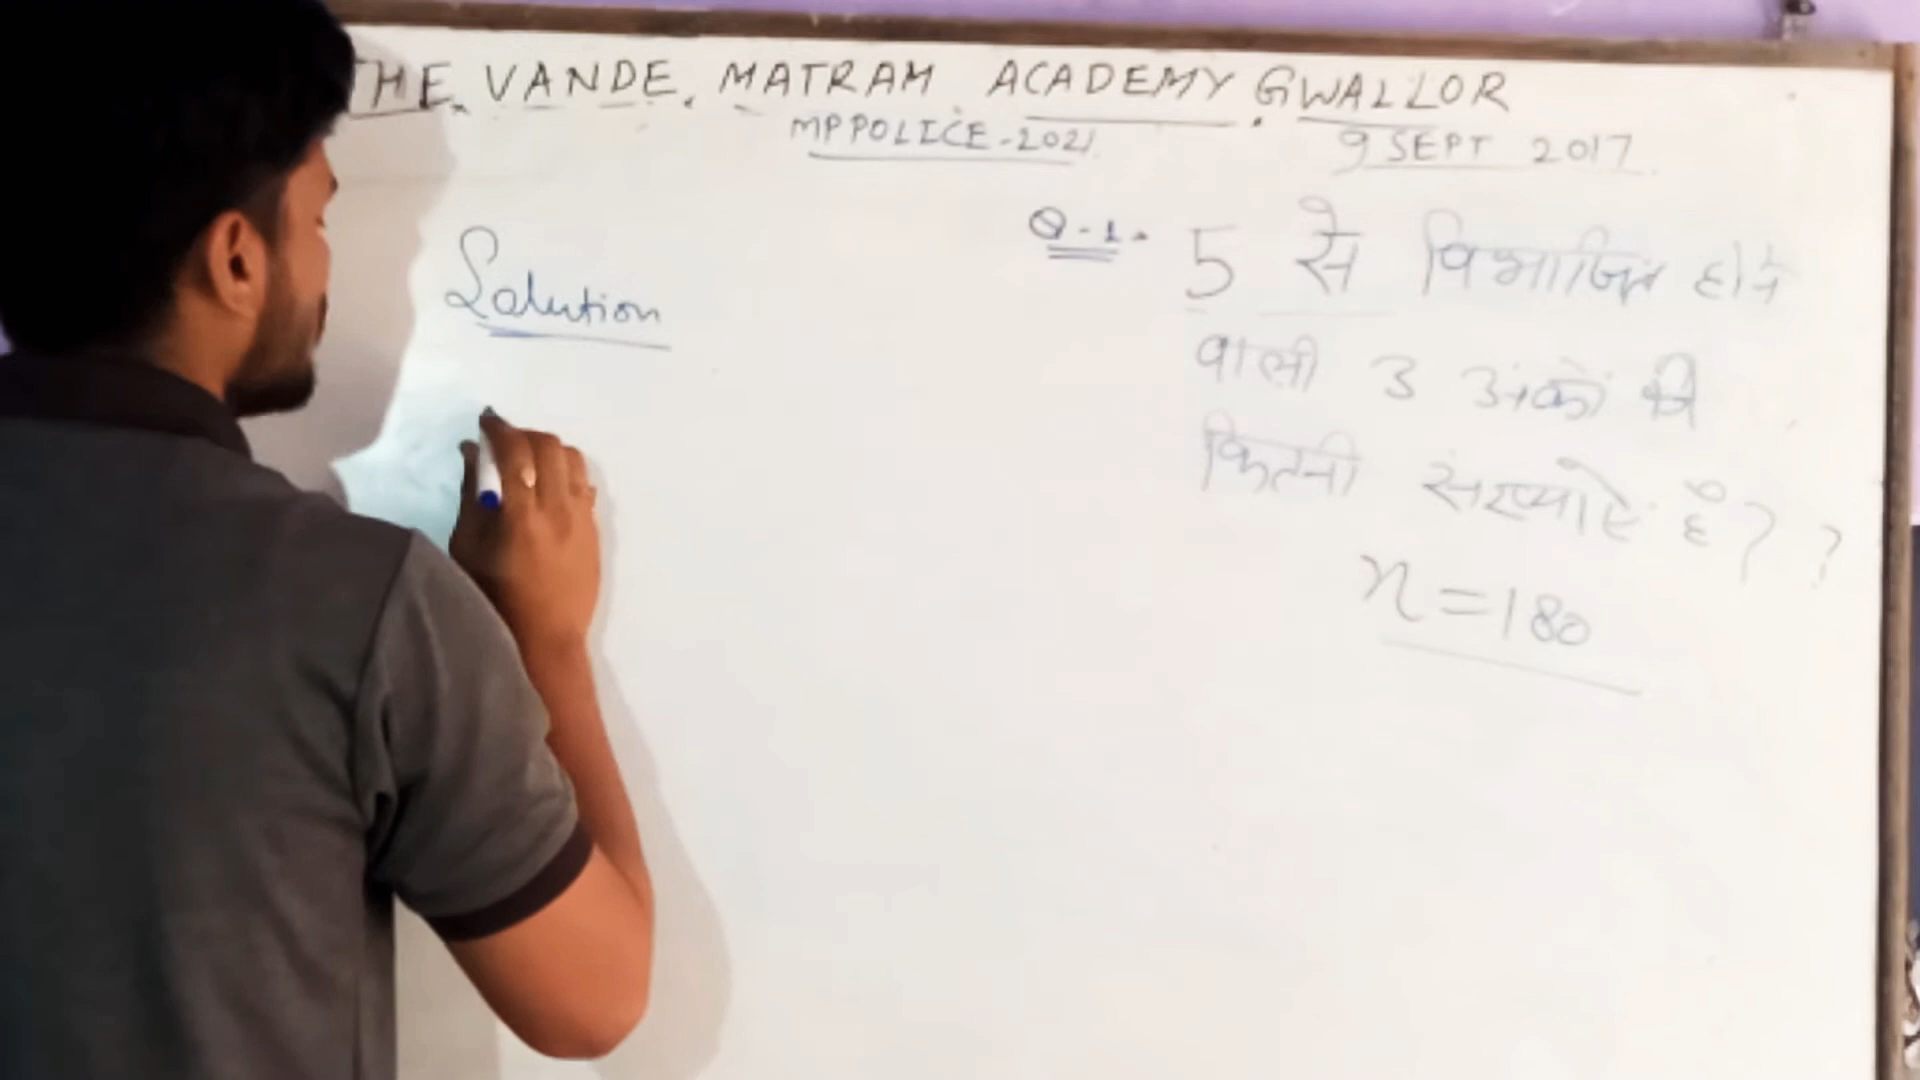 THE VANDE MATRAM ACADEMY GWALIOR
MP POLICE-2021
9 SEPT 2017
Solution
Q-1. 5 से विभाजित होने
वाली 3 अंको की
कितनी संख्याऐं हैं ? ?
n=180